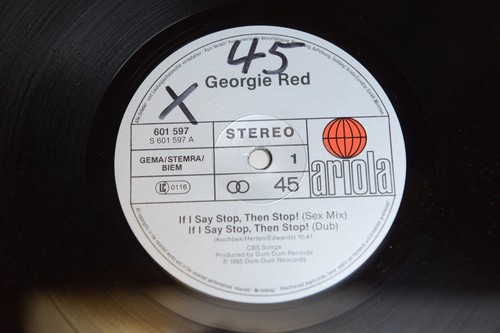 45
Georgie Red
X
601 597
S 601 597 A
STEREO
GEMA/STEMRA/
BIEM
1
LC 0116
45
ariola
If I Say Stop, Then Stop! (Sex Mix)
If I Say Stop, Then Stop! (Dub)
(Kochbek/Herten/Edwards) 10:41
CBS Songs
Produced by Dum Dum Records
℗ 1985 Dum Dum Records